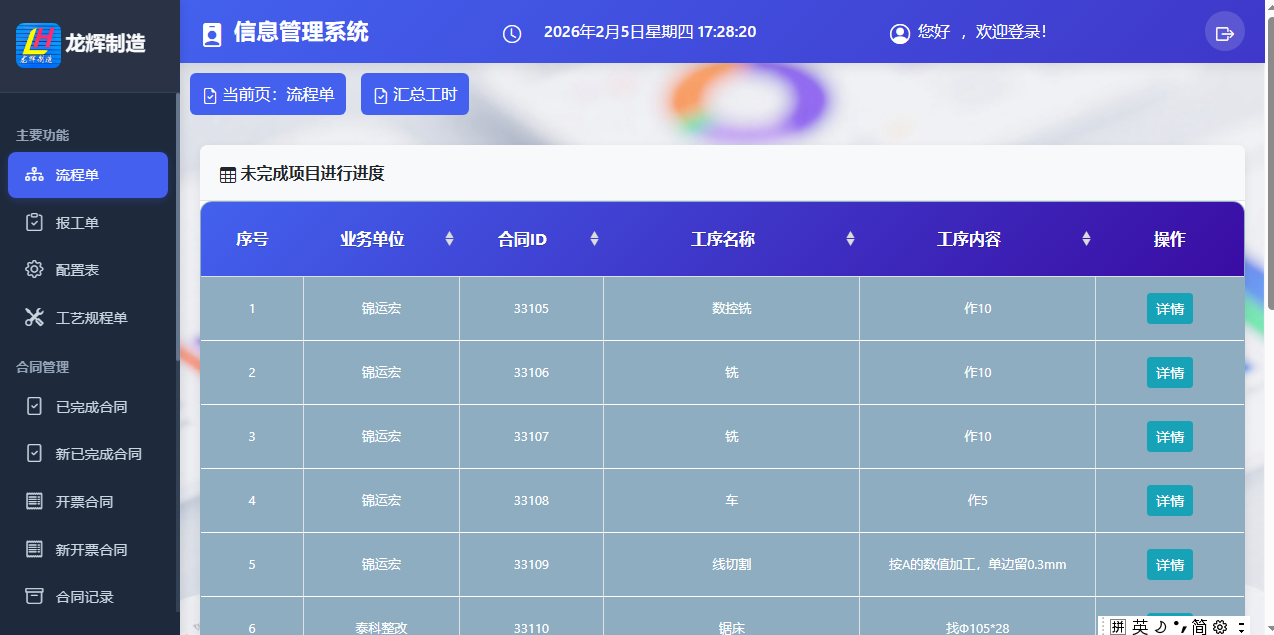 LH
龙辉制造
龙辉制造
信息管理系统
2026年2月5日星期四 17:28:20
您好 ，欢迎登录!
当前页：流程单
汇总工时
主要功能
流程单
报工单
配置表
工艺规程单
合同管理
已完成合同
新已完成合同
开票合同
新开票合同
合同记录
未完成项目进行进度
序号 业务单位 合同ID 工序名称 工序内容 操作
1 锦运宏 33105 数控铣 作10 详情
2 锦运宏 33106 铣 作10 详情
3 锦运宏 33107 铣 作10 详情
4 锦运宏 33108 车 作5 详情
5 锦运宏 33109 线切割 按A的数值加工，单边留0.3mm 详情
6 泰科整改 33110 锯床 找Φ105*28
拼 英 简